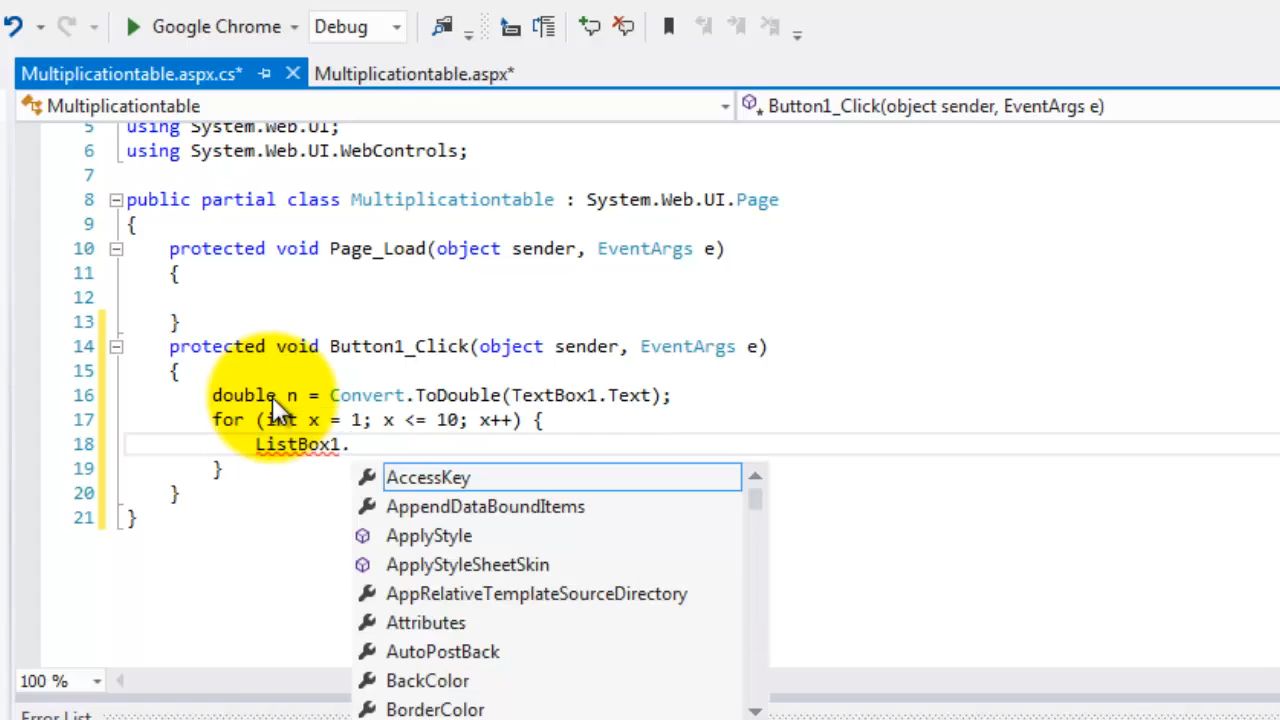 Google Chrome Debug
Multiplicationtable.aspx.cs* Multiplicationtable.aspx*
Multiplicationtable Button1_Click(object sender, EventArgs e)
5 using System.Web.UI;
6 using System.Web.UI.WebControls;
7
8 public partial class Multiplicationtable : System.Web.UI.Page
9 {
10 protected void Page_Load(object sender, EventArgs e)
11 {
12
13 }
14 protected void Button1_Click(object sender, EventArgs e)
15 {
16 double n = Convert.ToDouble(TextBox1.Text);
17 for (int x = 1; x <= 10; x++) {
18 ListBox1.
19 }
20 }
21 }
AccessKey
AppendDataBoundItems
ApplyStyle
ApplyStyleSheetSkin
AppRelativeTemplateSourceDirectory
Attributes
AutoPostBack
BackColor
BorderColor
100 %
Error List